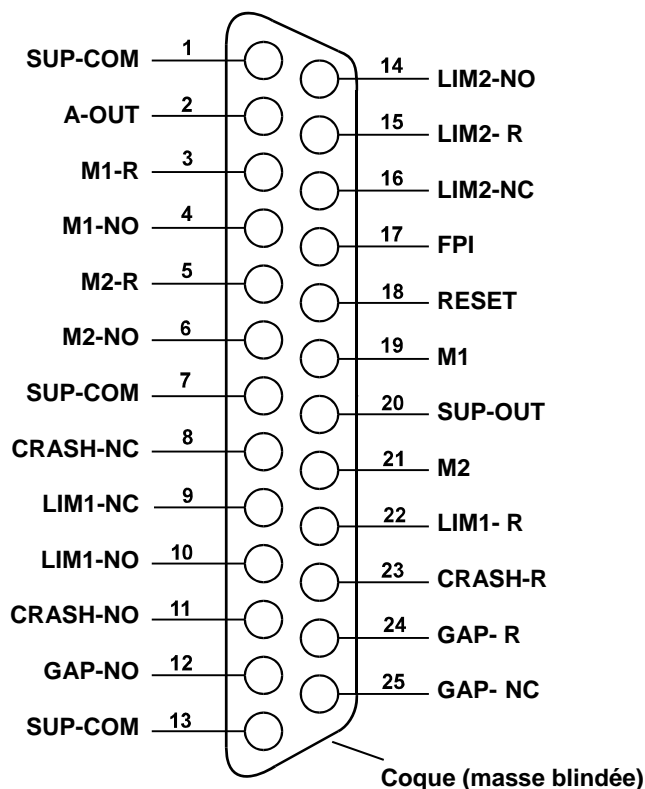 SUP-COM 1
A-OUT 2
M1-R 3
M1-NO 4
M2-R 5
M2-NO 6
SUP-COM 7
CRASH-NC 8
LIM1-NC 9
LIM1-NO 10
CRASH-NO 11
GAP-NO 12
SUP-COM 13
14 LIM2-NO
15 LIM2- R
16 LIM2-NC
17 FPI
18 RESET
19 M1
20 SUP-OUT
21 M2
22 LIM1- R
23 CRASH-R
24 GAP- R
25 GAP- NC
Coque (masse blindée)